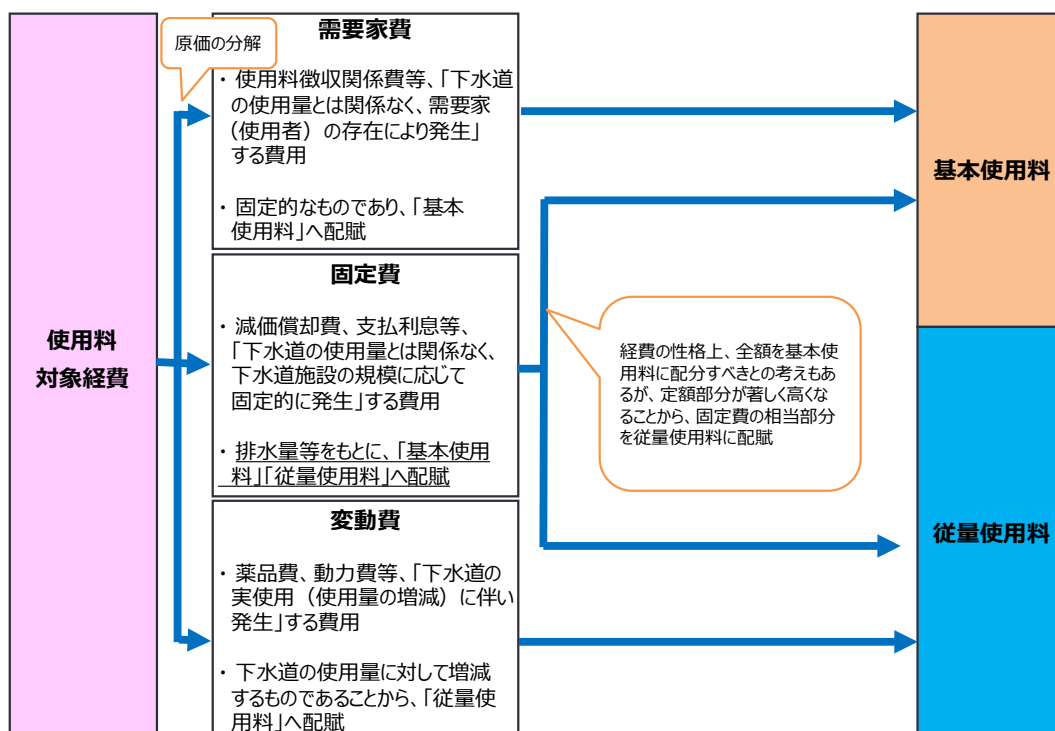 使用料
対象経費
原価の分解
需要家費
・ 使用料徴収関係費等、「下水道
の使用量とは関係なく、需要家
（使用者）の存在により発生」
する費用
・ 固定的なものであり、「基本
使用料」へ配賦
固定費
・ 減価償却費、支払利息等、
「下水道の使用量とは関係なく、
下水道施設の規模に応じて
固定的に発生」する費用
・ 排水量等をもとに、「基本使用
料」「従量使用料」へ配賦
変動費
・ 薬品費、動力費等、「下水道の
実使用（使用量の増減）に伴い
発生」する費用
・ 下水道の使用量に対して増減
するものであることから、「従量使
用料」へ配賦
経費の性格上、全額を基本使
用料に配分すべきとの考えもあ
るが、定額部分が著しく高くな
ることから、固定費の相当部分
を従量使用料に配賦
基本使用料
従量使用料